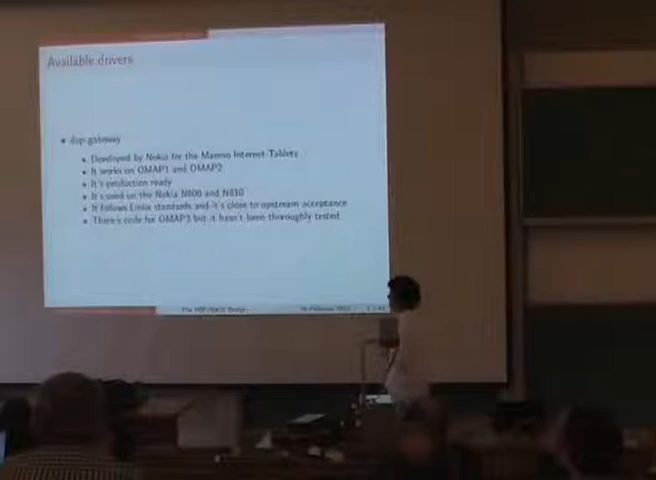 Available drivers
• dsp-gateway
• Developed by Nokia for the Maemo Internet Tablets
• It works on OMAP1 and OMAP2
• It's production ready
• It's used on the Nokia N800 and N810
• It follows Linux standards and it's close to upstream acceptance
• There's code for OMAP3 but it hasn't been thoroughly tested